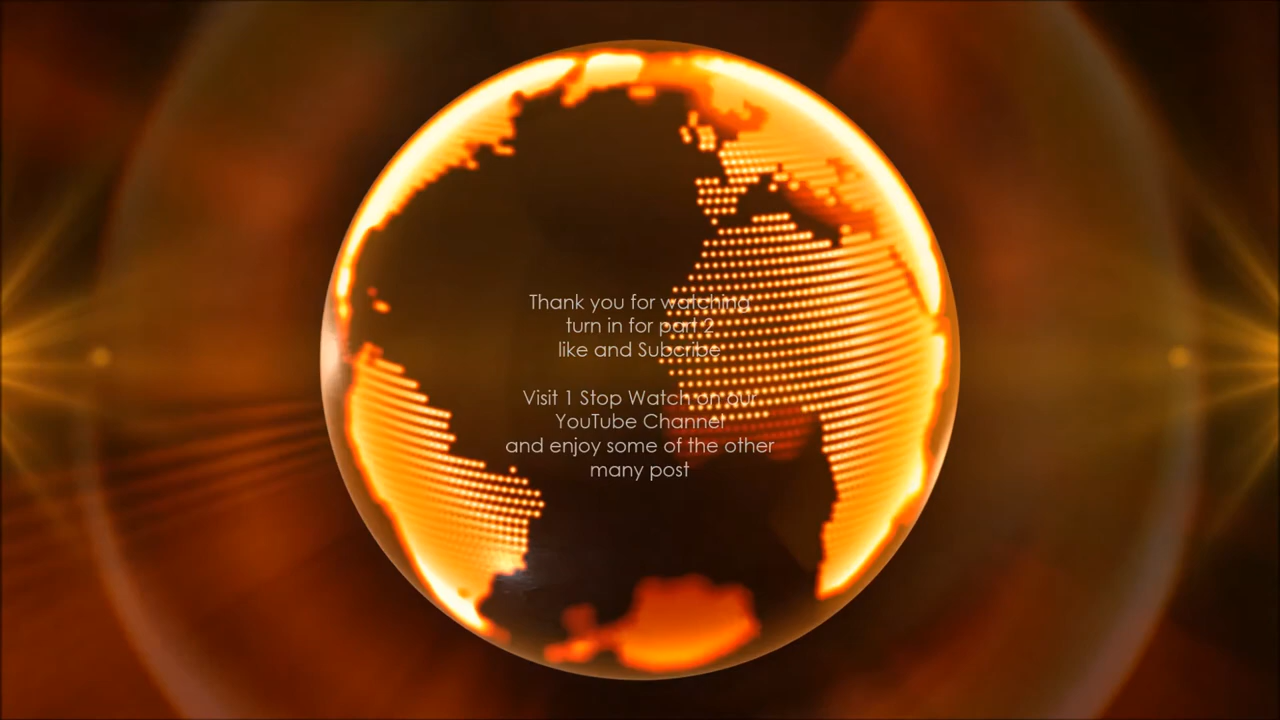 Thank you for watching
turn in for part 2
like and Subcribe
Visit 1 Stop Watch on our
YouTube Channel
and enjoy some of the other
many post